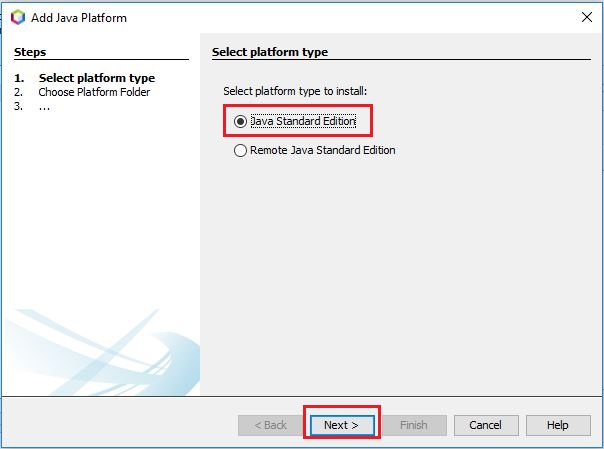 Add Java Platform
Steps
1. Select platform type
2. Choose Platform Folder
3. ...
Select platform type
Select platform type to install:
Java Standard Edition
Remote Java Standard Edition
< Back Next > Finish Cancel Help